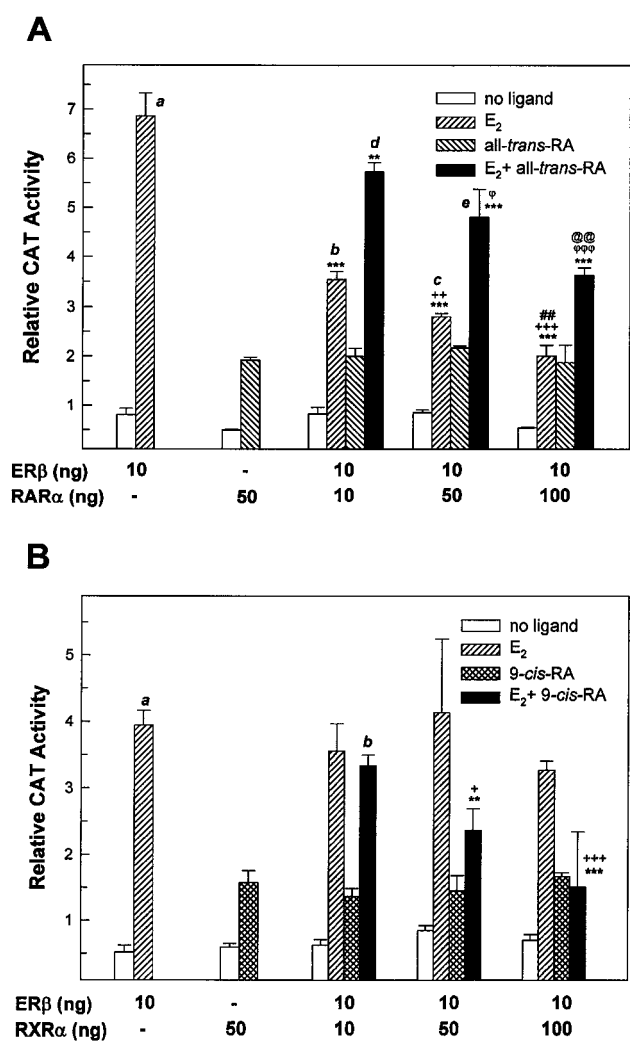 A
Relative CAT Activity
7
6
5
4
3
2
1
no ligand
E₂
all-trans-RA
E₂+ all-trans-RA
a
b
***
d
**
c
++
***
e
φ
***
##
+++
***
@@
φφφ
***
ERβ (ng) 10 - 10 10 10
RARα (ng) - 50 10 50 100
B
Relative CAT Activity
5
4
3
2
1
no ligand
E₂
9-cis-RA
E₂+ 9-cis-RA
a
b
+
**
+++
***
ERβ (ng) 10 - 10 10 10
RXRα (ng) - 50 10 50 100